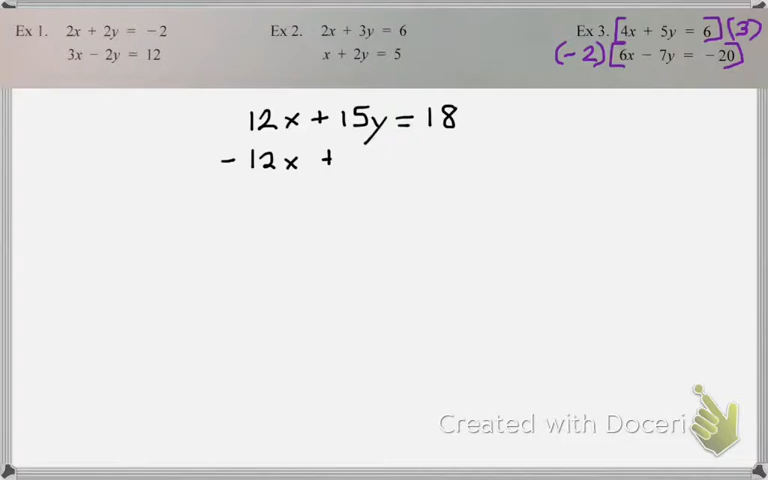 Ex 1. 2x + 2y = −2
3x − 2y = 12
Ex 2. 2x + 3y = 6
x + 2y = 5
Ex 3. [4x + 5y = 6](3)
(-2)[6x − 7y = −20]
12x + 15y = 18
- 12x +
Created with Doceri